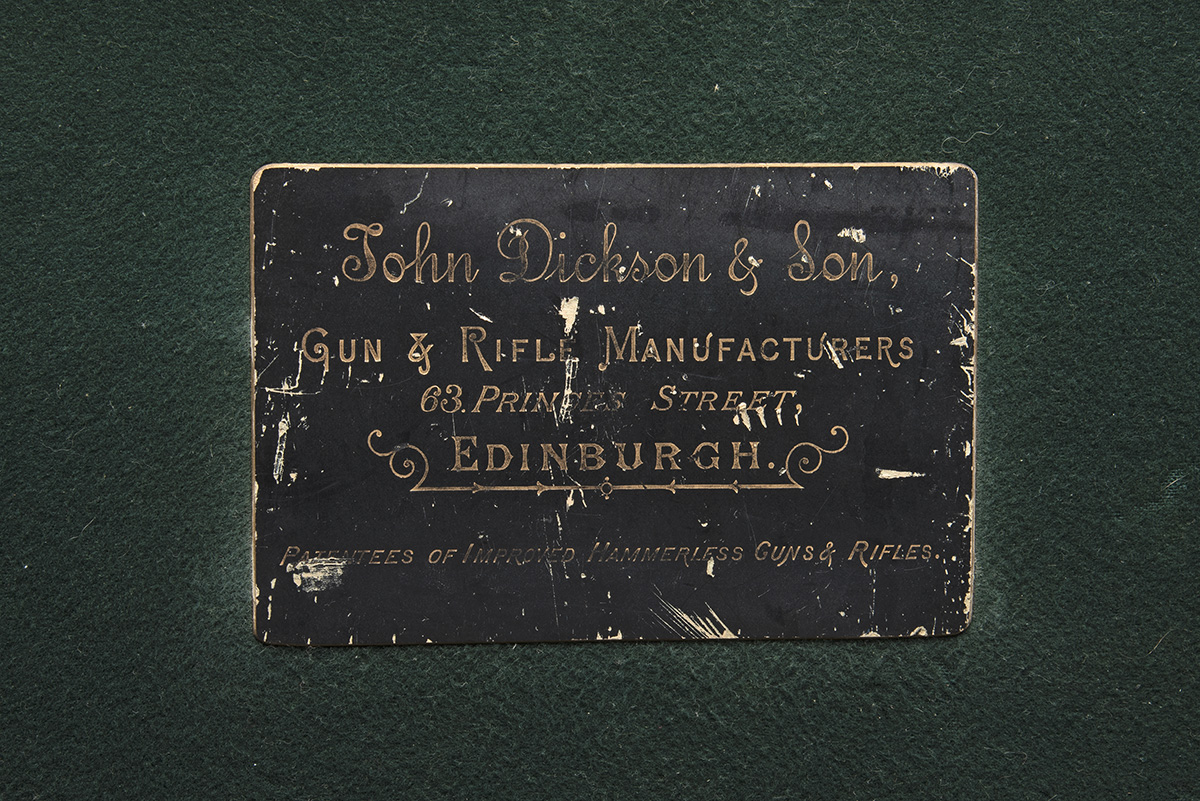 John Dickson & Son,
Gun & Rifle Manufacturers
63. Princes Street,
Edinburgh.
Patentees of Improved Hammerless Guns & Rifles.